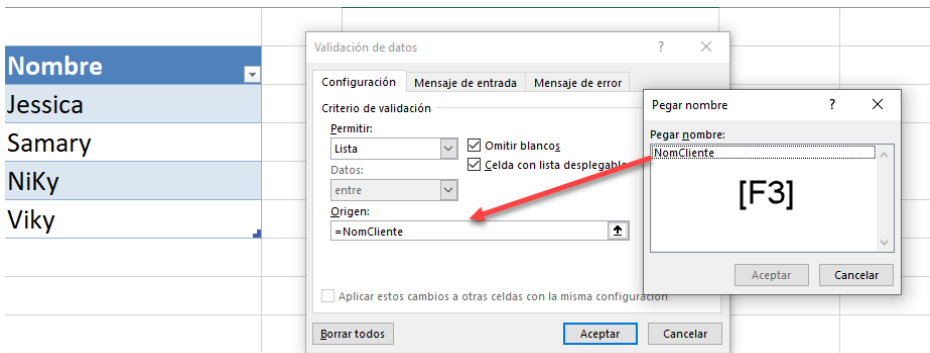 Nombre
Jessica
Samary
NiKy
Viky
Validación de datos
?
Configuración
Mensaje de entrada
Mensaje de error
Criterio de validación
Permitir:
Lista
Omitir blancos
Celda con lista desplegable
Datos:
entre
Origen:
=NomCliente
Aplicar estos cambios a otras celdas con la misma configuración
Borrar todos
Aceptar
Cancelar
Pegar nombre
?
Pegar nombre:
NomCliente
[F3]
Aceptar
Cancelar